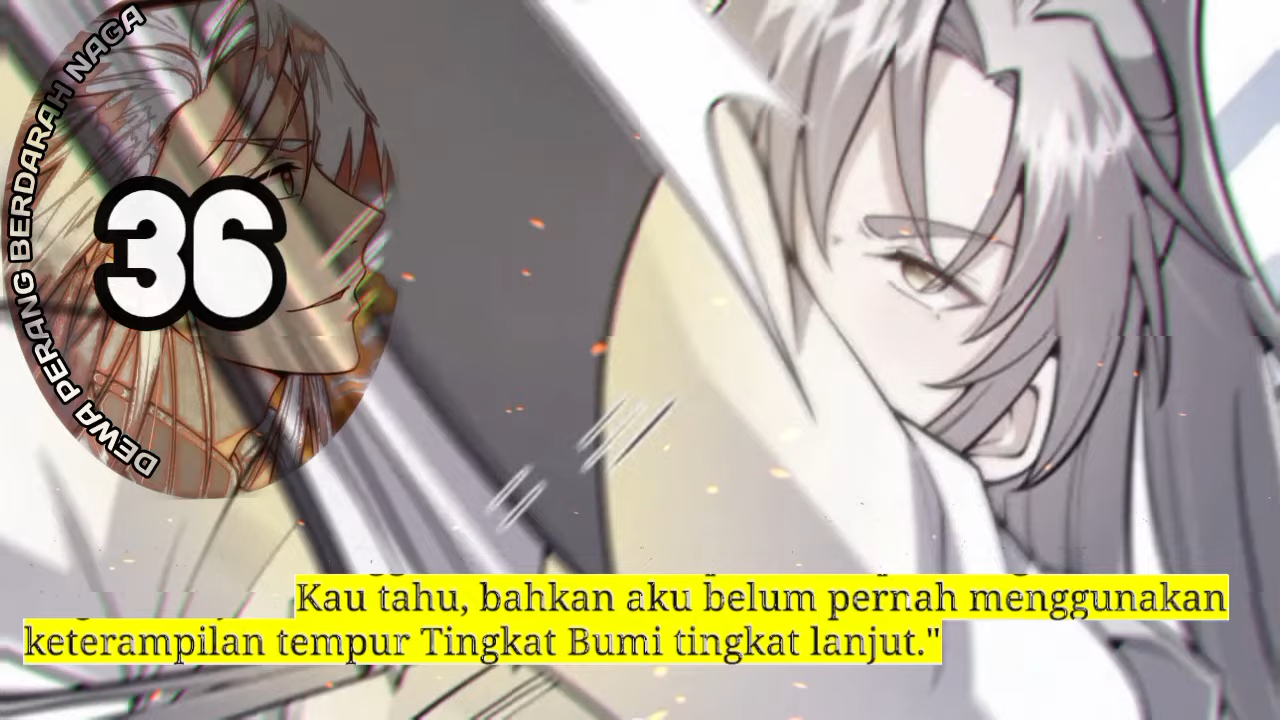 DEWA PERANG BERDARAH NAGA
36
Kau tahu, bahkan aku belum pernah menggunakan
keterampilan tempur Tingkat Bumi tingkat lanjut."